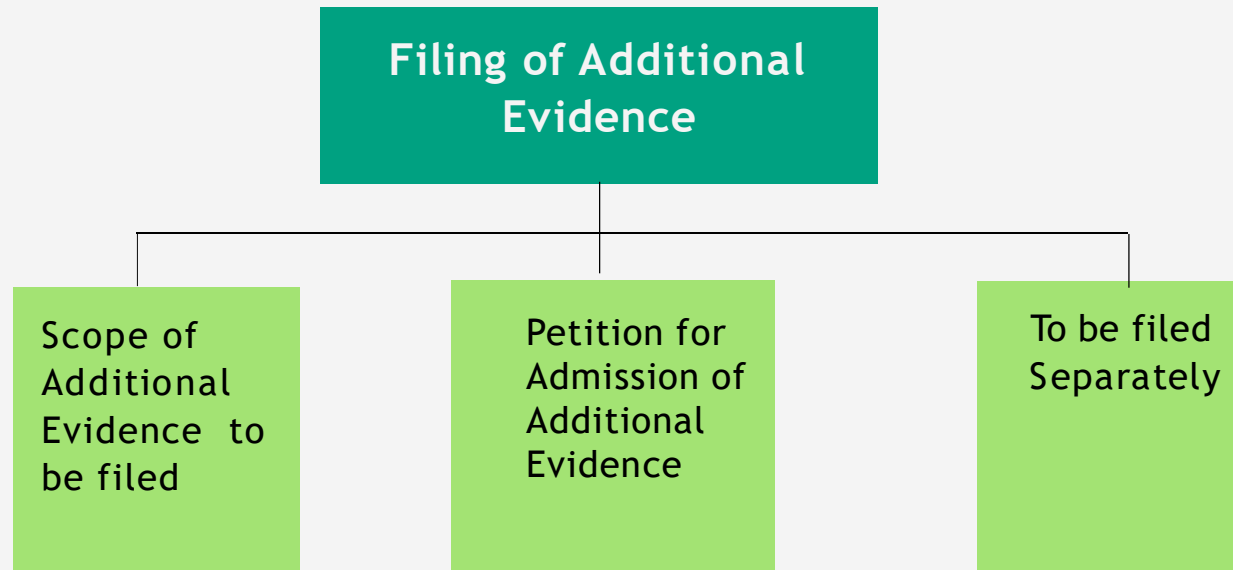 Filing of Additional
Evidence
Scope of
Additional
Evidence to
be filed
Petition for
Admission of
Additional
Evidence
To be filed
Separately